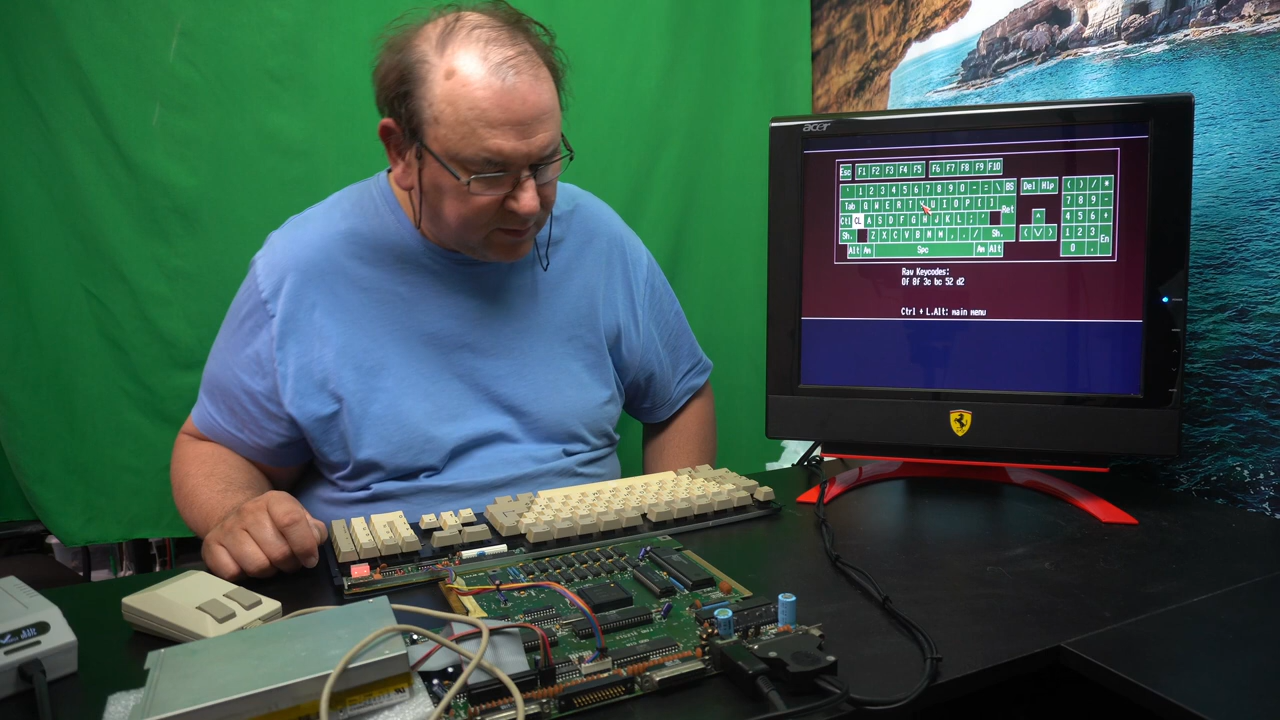 acer
Esc F1 F2 F3 F4 F5 F6 F7 F8 F9 F10
` 1 2 3 4 5 6 7 8 9 0 - = \ BS Del Hlp ( ) / *
Tab Q W E R T U I O P [ ] Ret 7 8 9 -
Ctl CL A S D F G H J K L ; ' ^ 4 5 6 +
Sh. Z X C V B N M , . / Sh. < V > 1 2 3 En
Alt Am Spc Am Alt 0 .
Raw Keycodes:
0f 8f 3c bc 52 d2
Ctrl + L.Alt: main menu